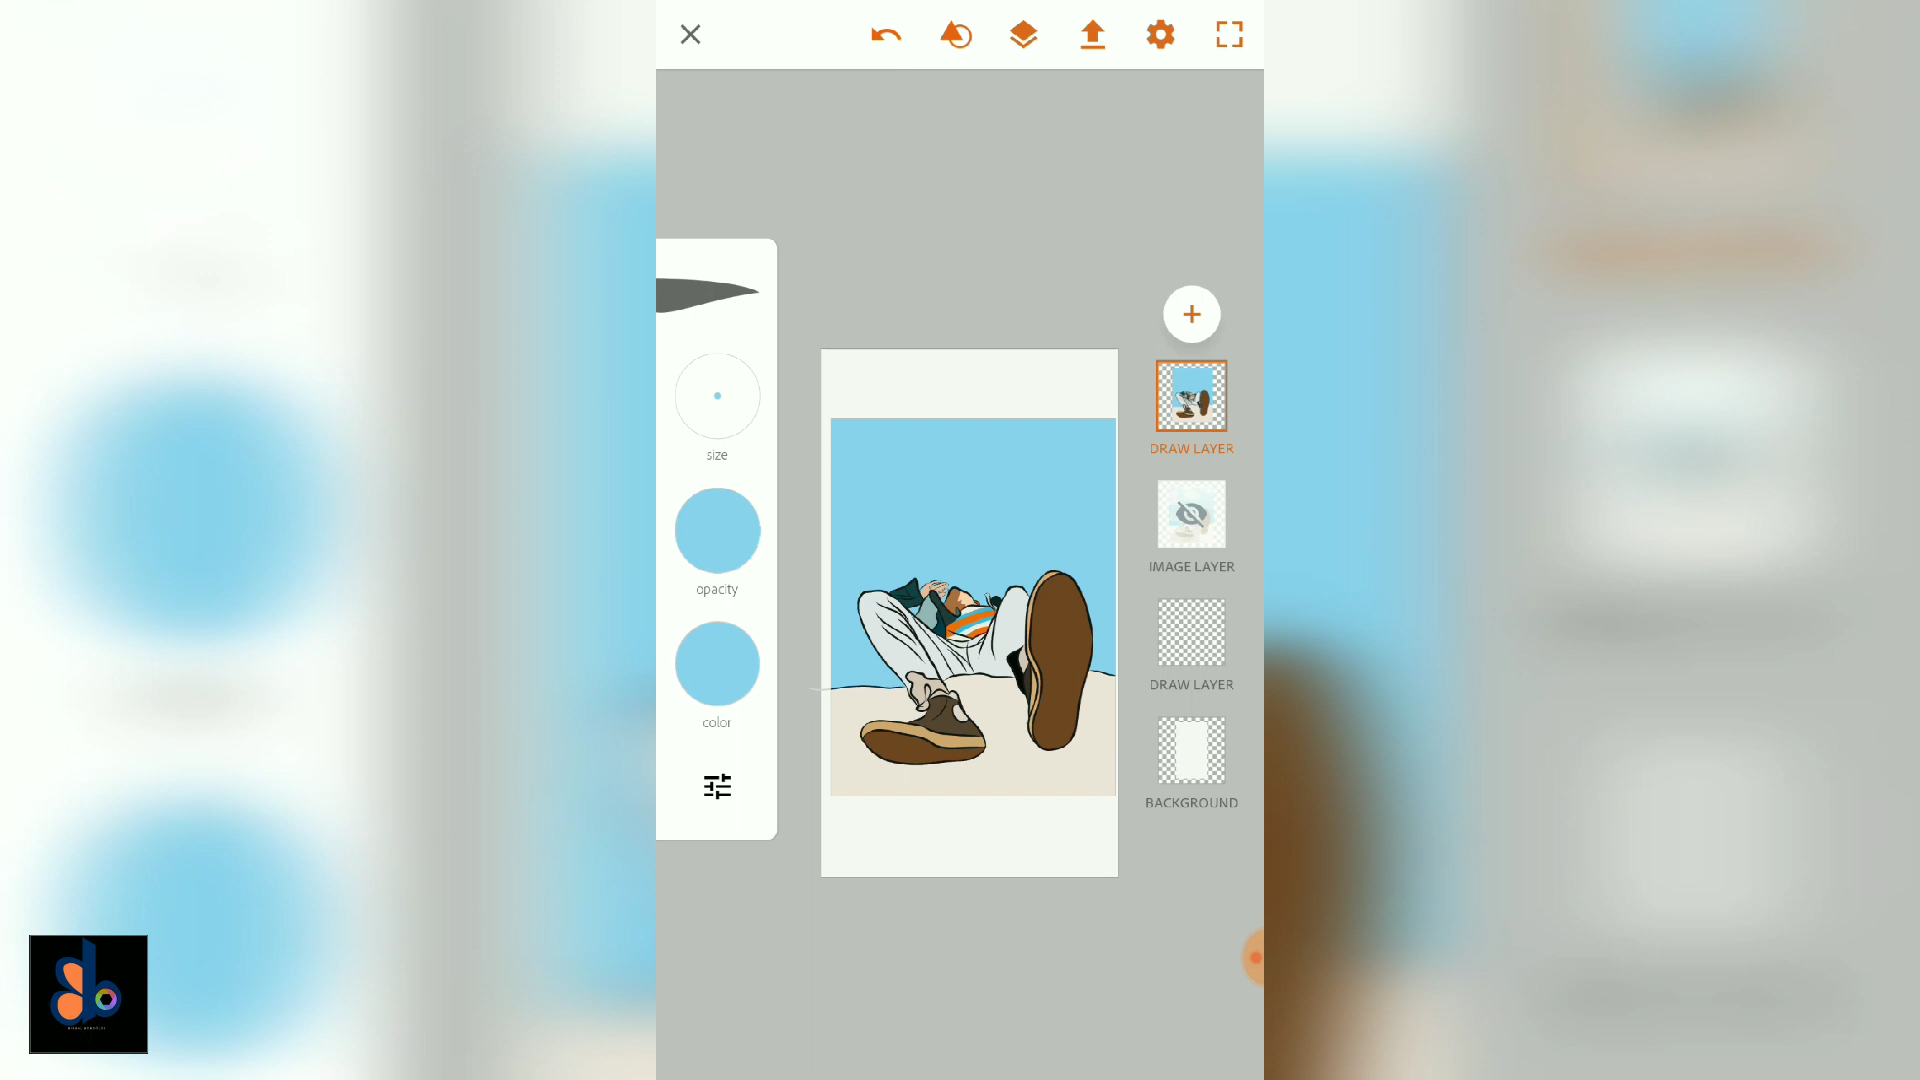 size
opacity
color
DRAW LAYER
IMAGE LAYER
DRAW LAYER
BACKGROUND